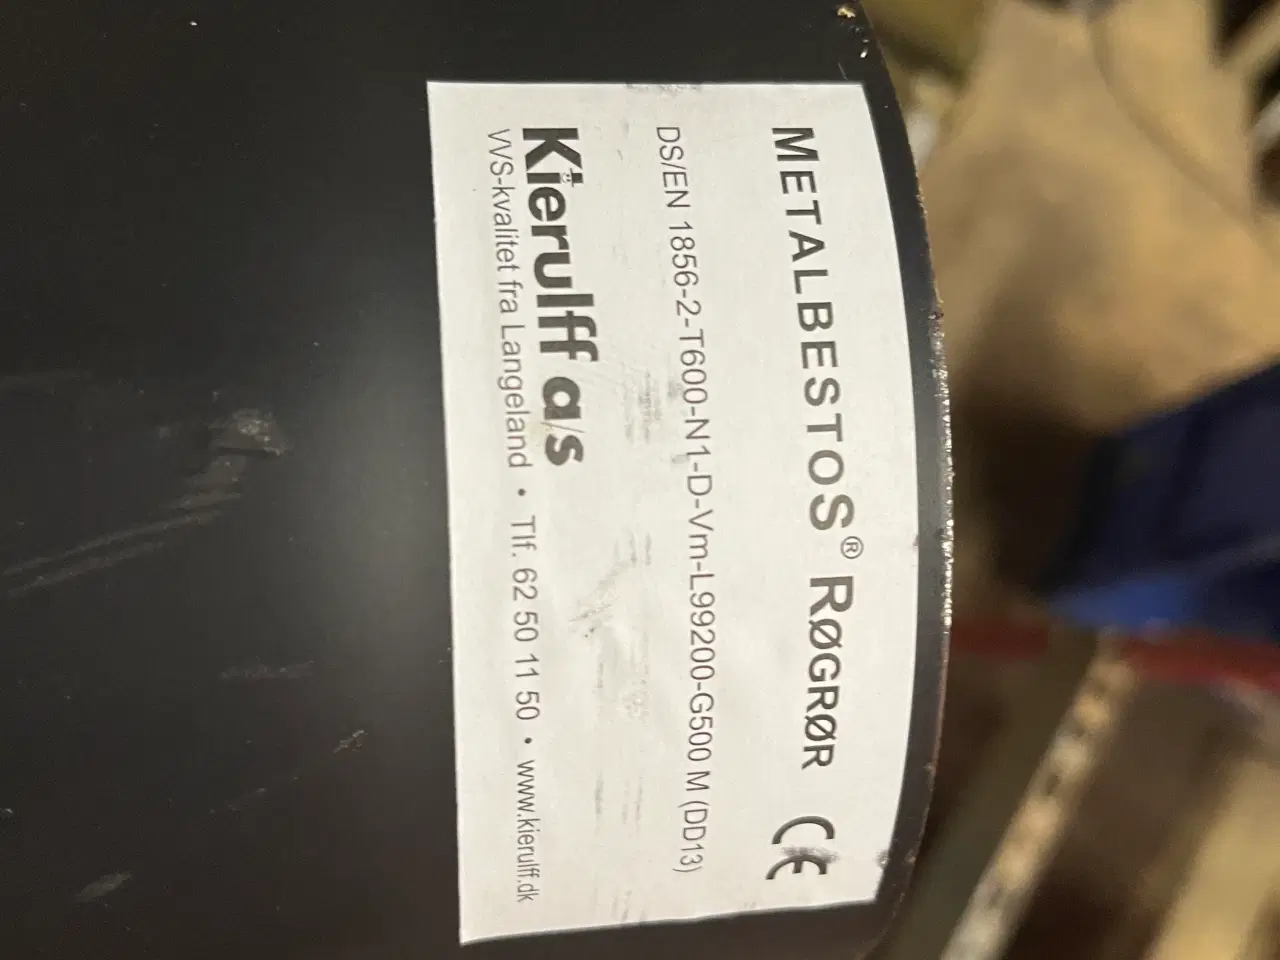 METALBESTOS® RØGRØR CE
DS/EN 1856-2-T600-N1-D-Vm-L99200-G500 M (DD13)
Kierulff a/s
VVS-kvalitet fra Langeland • Tlf. 62 50 11 50 • www.kierulff.dk